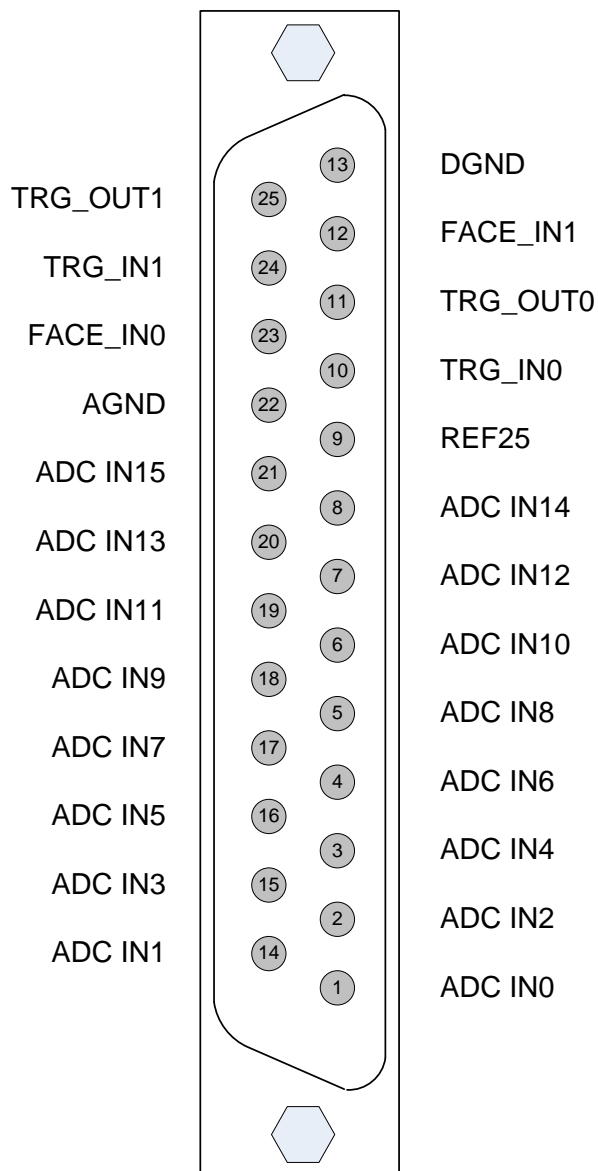 13 DGND
TRG_OUT1 25
12 FACE_IN1
TRG_IN1 24
11 TRG_OUT0
FACE_IN0 23
10 TRG_IN0
AGND 22
9 REF25
ADC IN15 21
8 ADC IN14
ADC IN13 20
7 ADC IN12
ADC IN11 19
6 ADC IN10
ADC IN9 18
5 ADC IN8
ADC IN7 17
4 ADC IN6
ADC IN5 16
3 ADC IN4
ADC IN3 15
2 ADC IN2
ADC IN1 14
1 ADC IN0